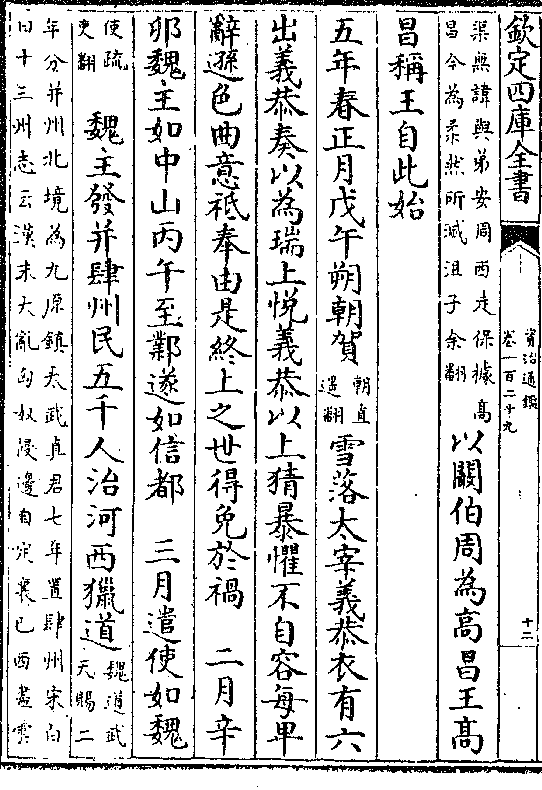 欽定四庫全書
資治通鑑
卷一百二十九
十二
渠無諱與弟安周西走保據高
昌今為柔然所滅沮子余翻
以闞伯周為高昌王高
昌稱王自此始
五年春正月戊午朔朝賀
朝直
遥翻
雪落太宰義恭衣有六
出義恭奏以為瑞上悦義恭以上猜暴懼不自容每卑
辭遜色曲意祗奉由是終上之世得免於禍 二月辛
卯魏主如中山丙午至鄴遂如信都 三月遣使如魏
使疏
吏翻
魏主發并肆州民五千人治河西獵道
魏道武
天賜二
年分并州北境為九原鎮太武真君七年置肆州宋白
曰十三州志云漢末大亂匈奴侵邊自定襄已西盡雲